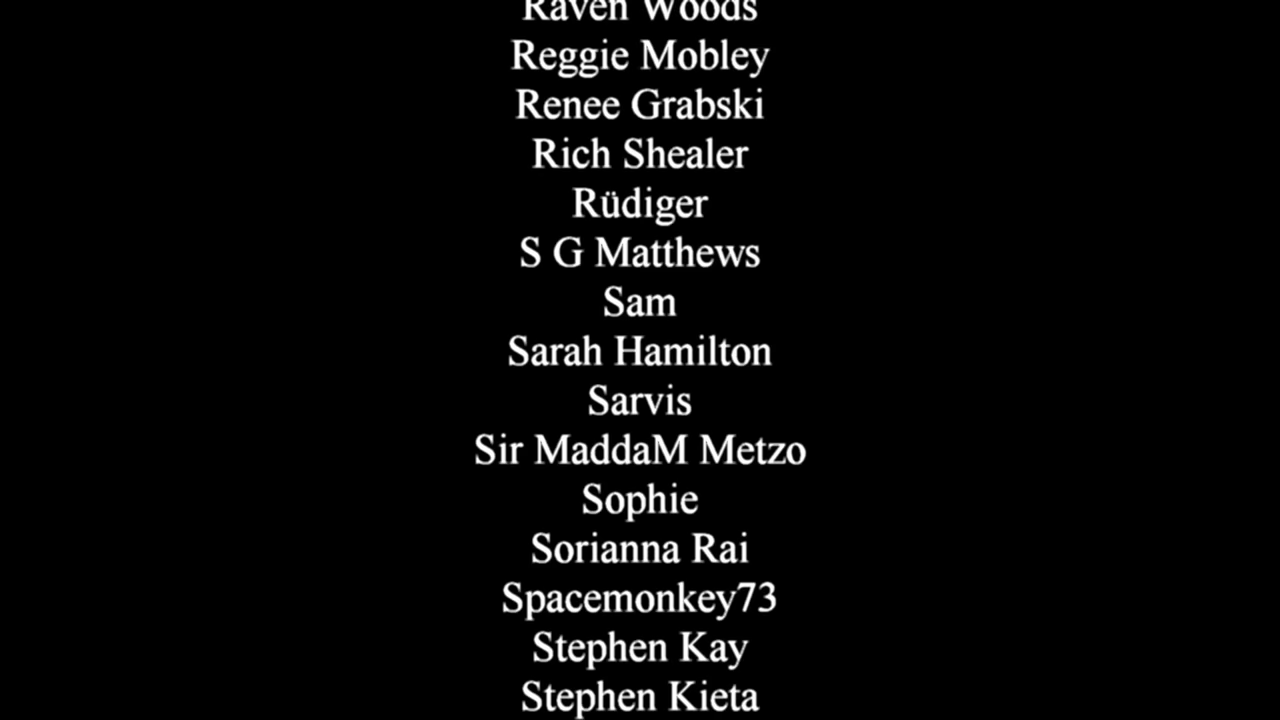 Raven Woods
Reggie Mobley
Renee Grabski
Rich Shealer
Rüdiger
S G Matthews
Sam
Sarah Hamilton
Sarvis
Sir MaddaM Metzo
Sophie
Sorianna Rai
Spacemonkey73
Stephen Kay
Stephen Kieta